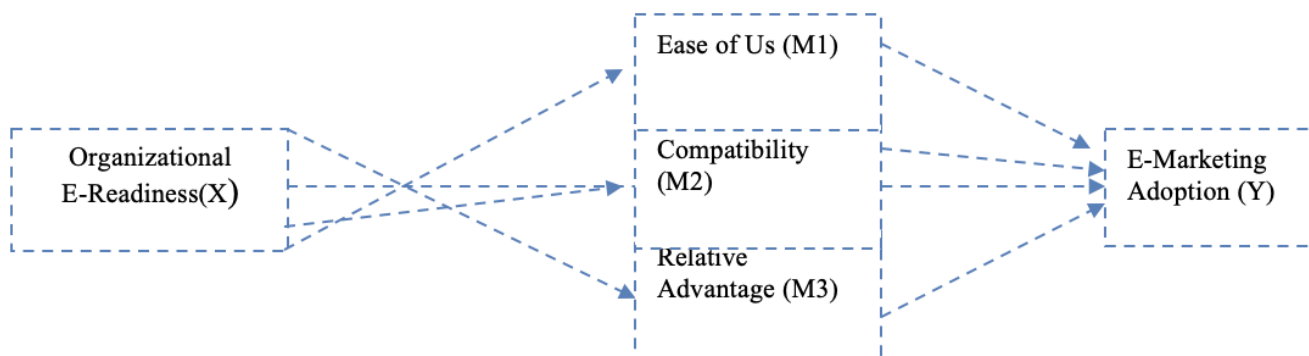 Organizational
E-Readiness(X)
Ease of Us (M1)
Compatibility
(M2)
Relative
Advantage (M3)
E-Marketing
Adoption (Y)